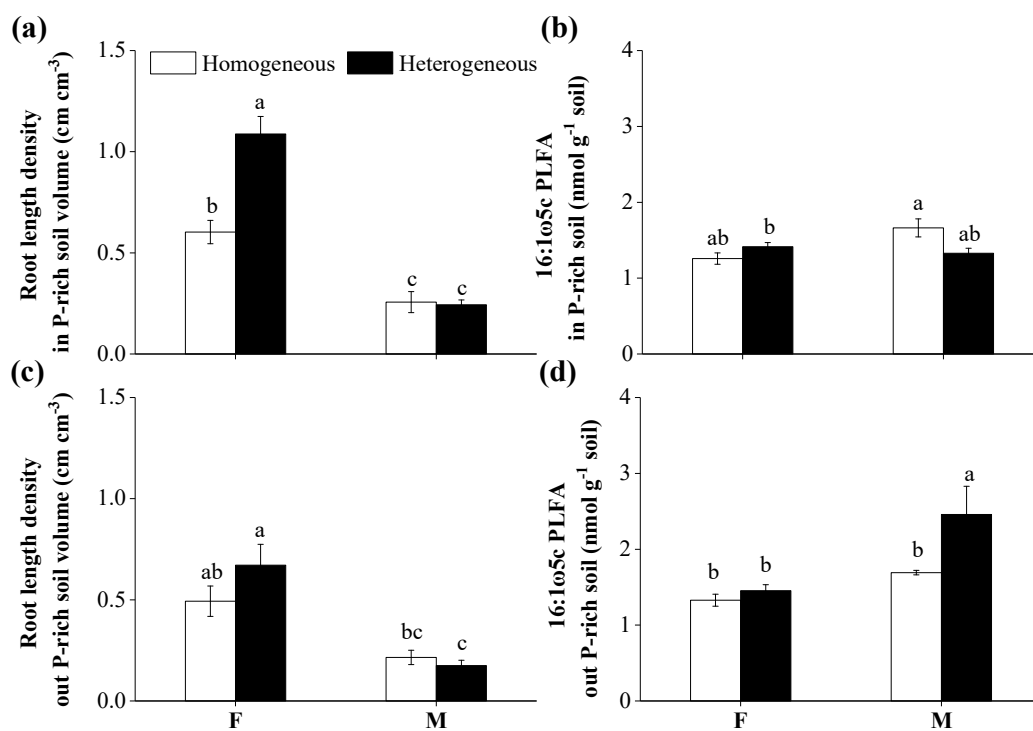 (a)
Root length density
in P-rich soil volume (cm cm⁻³)
1.5
1.0
0.5
0.0
Homogeneous
Heterogeneous
b
a
c
c
F
M
(b)
16:1ω5c PLFA
in P-rich soil (nmol g⁻¹ soil)
4
3
2
1
0
ab
b
a
ab
(c)
Root length density
out P-rich soil volume (cm cm⁻³)
1.5
1.0
0.5
0.0
ab
a
bc
c
F
M
(d)
16:1ω5c PLFA
out P-rich soil (nmol g⁻¹ soil)
4
3
2
1
0
b
b
b
a
F
M